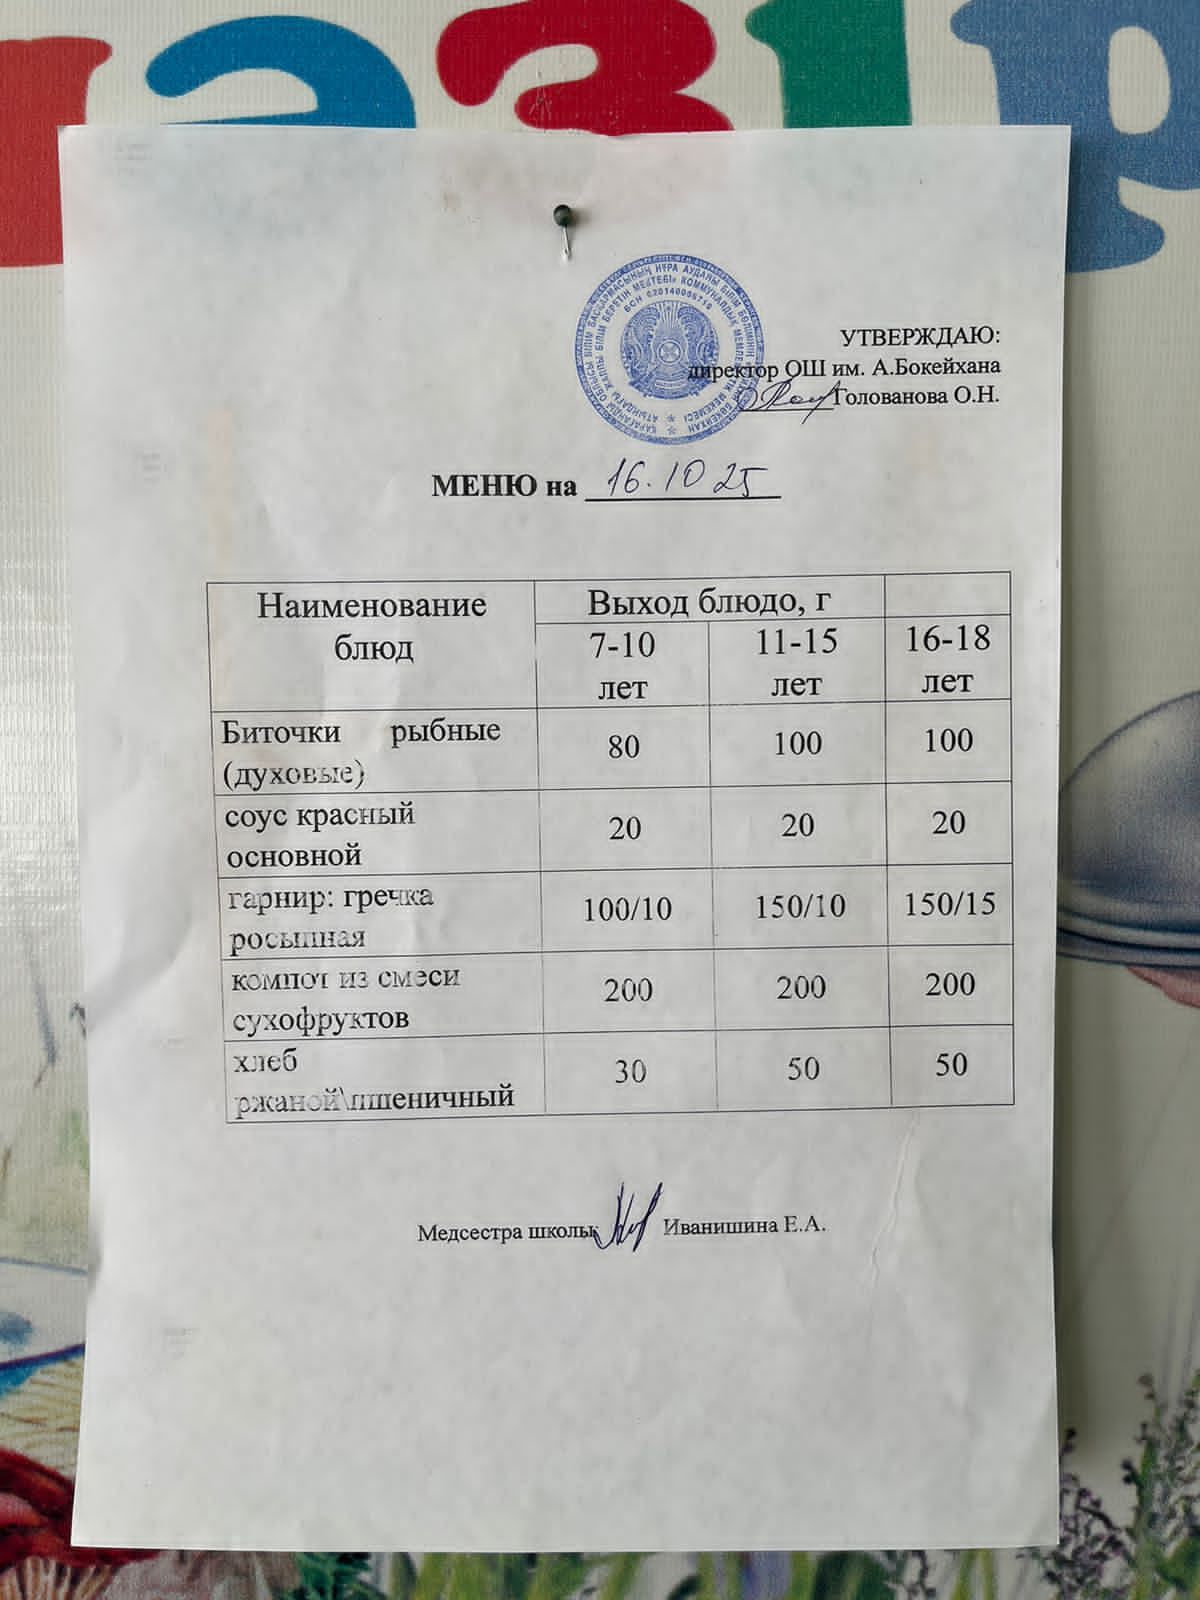 әзір
УТВЕРЖДАЮ:
директор ОШ им. А.Бокейхана
Голованова О.Н.
МЕНЮ на 16.10 25
Наименование блюд
Выход блюдо, г
7-10 лет
11-15 лет
16-18 лет
Биточки рыбные (духовые) 80 100 100
соус красный основной 20 20 20
гарнир: гречка росыпная 100/10 150/10 150/15
компот из смеси сухофруктов 200 200 200
хлеб ржаной\пшеничный 30 50 50
Медсестра школы Иванишина Е.А.